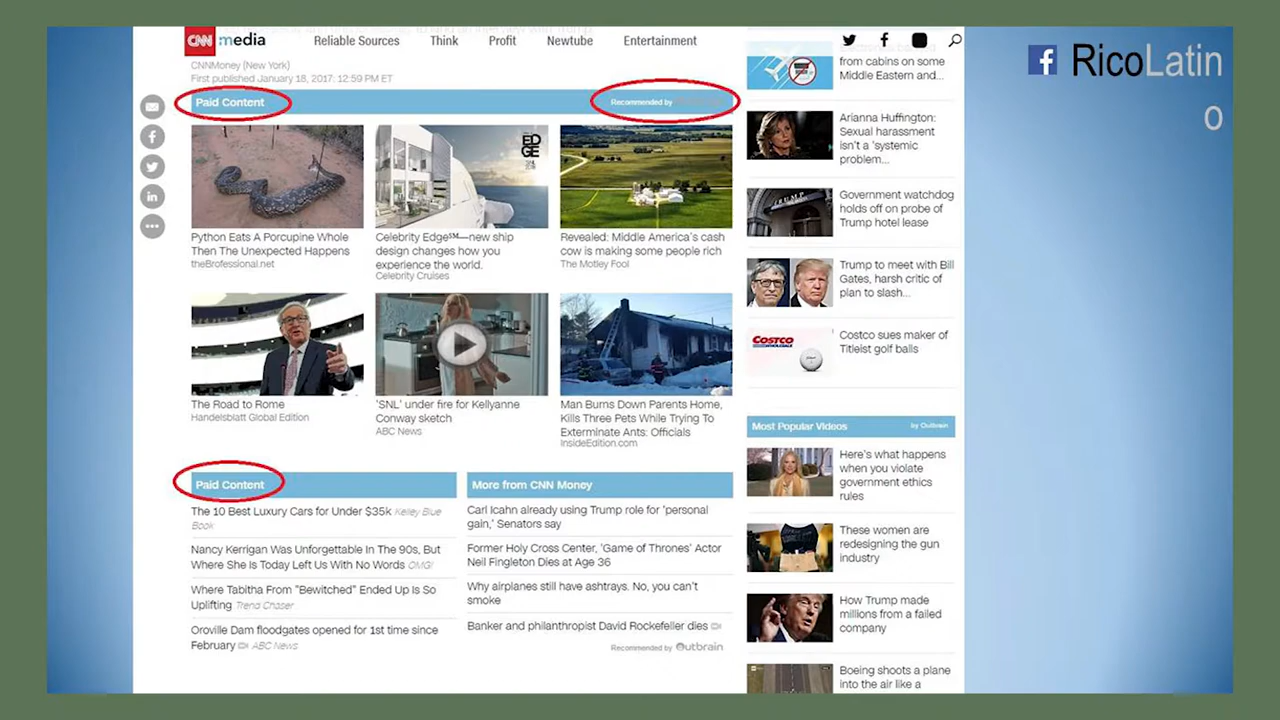 CNN media
Reliable Sources
Think
Profit
Newtube
Entertainment
CNNMoney (New York)
First published January 18, 2017: 12:59 PM ET
Paid Content
Recommended by
Python Eats A Porcupine Whole
Then The Unexpected Happens
theBrofessional.net
EDGE
Celebrity Edge℠—new ship
design changes how you
experience the world.
Celebrity Cruises
Revealed: Middle America's cash
cow is making some people rich
The Motley Fool
The Road to Rome
Handelsblatt Global Edition
'SNL' under fire for Kellyanne
Conway sketch
ABC News
Man Burns Down Parents Home,
Kills Three Pets While Trying To
Exterminate Ants: Officials
InsideEdition.com
Paid Content
The 10 Best Luxury Cars for Under $35k Kelley Blue
Book
Nancy Kerrigan Was Unforgettable In The 90s, But
Where She Is Today Left Us With No Words OMG!
Where Tabitha From "Bewitched" Ended Up Is So
Uplifting Trend Chaser
Oroville Dam floodgates opened for 1st time since
February ABC News
More from CNN Money
Carl Icahn already using Trump role for 'personal
gain,' Senators say
Former Holy Cross Center, 'Game of Thrones' Actor
Neil Fingleton Dies at Age 36
Why airplanes still have ashtrays. No, you can't
smoke
Banker and philanthropist David Rockefeller dies
Recommended by Outbrain
from cabins on some
Middle Eastern and...
Arianna Huffington:
Sexual harassment
isn't a 'systemic
problem...
Government watchdog
holds off on probe of
Trump hotel lease
TRUMP
Trump to meet with Bill
Gates, harsh critic of
plan to slash...
COSTCO
WHOLESALE
Costco sues maker of
Titleist golf balls
Most Popular Videos
by Outbrain
Here's what happens
when you violate
government ethics
rules
These women are
redesigning the gun
industry
How Trump made
millions from a failed
company
Boeing shoots a plane
into the air like a
RicoLatin
o